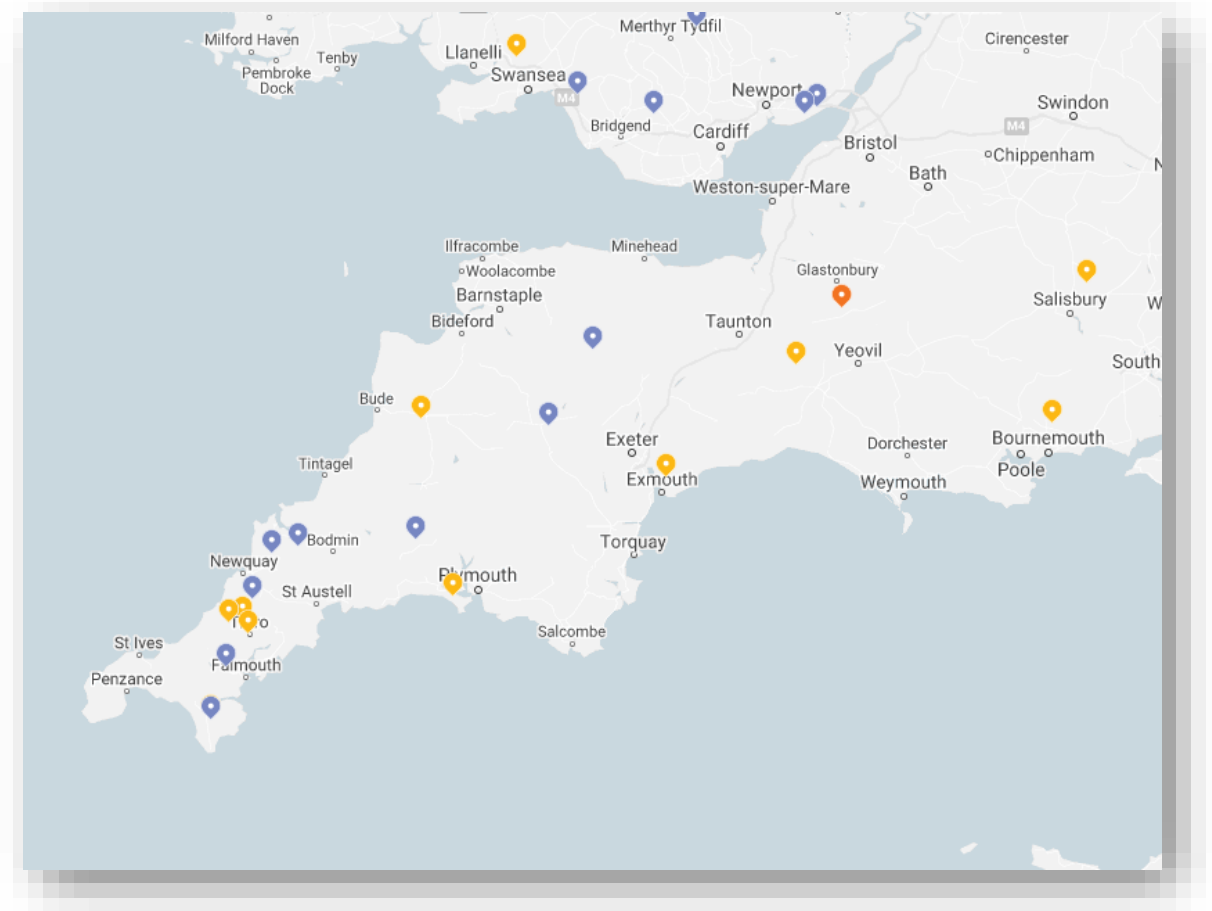 Milford Haven
Pembroke
Dock
Tenby
Llanelli
Swansea
M4
Merthyr Tydfil
Bridgend
Newport
Cardiff
Cirencester
Swindon
M4
Bristol
Chippenham
Bath
Weston-super-Mare
Ilfracombe
Woolacombe
Minehead
Barnstaple
Bideford
Glastonbury
Salisbury
Taunton
Yeovil
South
Bude
Exeter
Exmouth
Dorchester
Bournemouth
Poole
Weymouth
Tintagel
Bodmin
Newquay
Torquay
Plymouth
St Austell
St Ives
Falmouth
Salcombe
Penzance